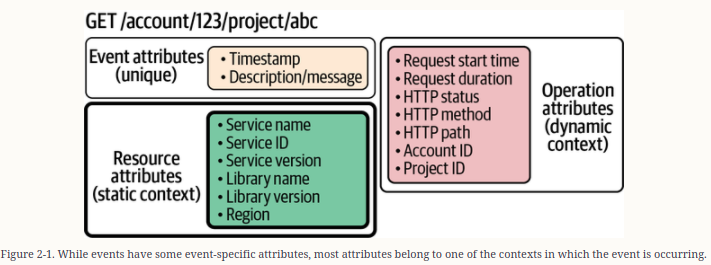 GET /account/123/project/abc
Event attributes
(unique)
• Timestamp
• Description/message
Resource
attributes
(static context)
• Service name
• Service ID
• Service version
• Library name
• Library version
• Region
• Request start time
• Request duration
• HTTP status
• HTTP method
• HTTP path
• Account ID
• Project ID
Operation
attributes
(dynamic
context)
Figure 2-1. While events have some event-specific attributes, most attributes belong to one of the contexts in which the event is occurring.